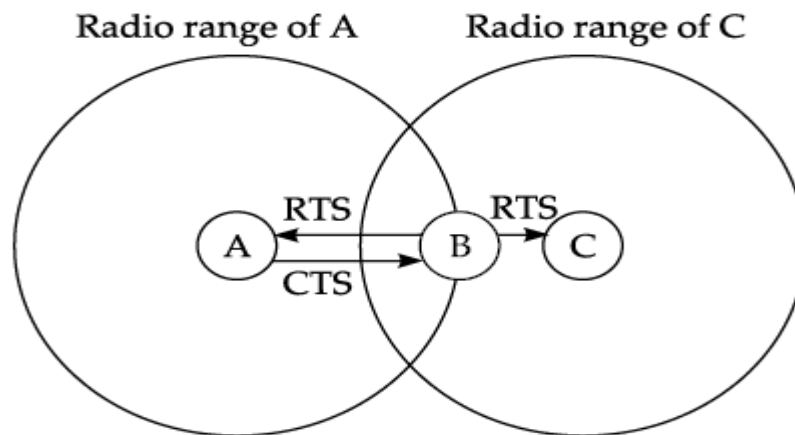 Radio range of A Radio range of C
RTS RTS
A B C
CTS